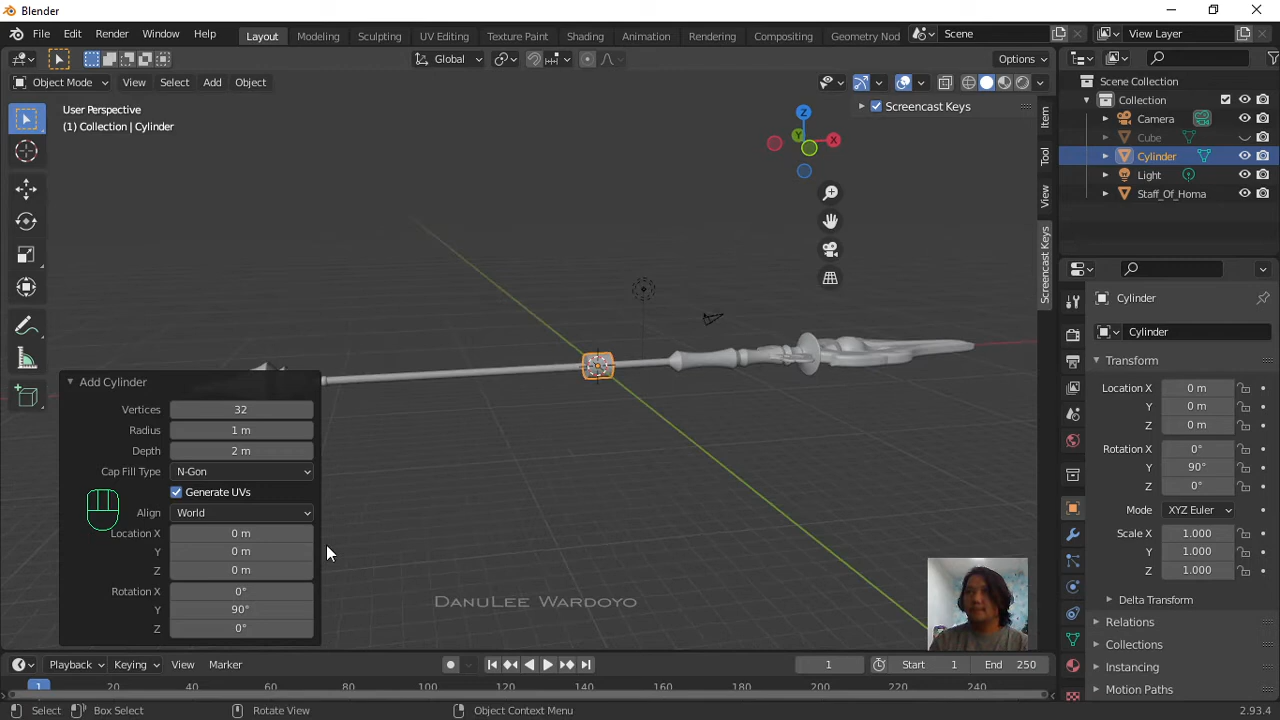 Blender
File Edit Render Window Help
Layout Modeling Sculpting UV Editing Texture Paint Shading Animation Rendering Compositing Geometry Nod
Scene
View Layer
Global
Options
Object Mode View Select Add Object
User Perspective
(1) Collection | Cylinder
Screencast Keys
Z
Y
X
Item
Tool
View
Screencast Keys
Scene Collection
Collection
Camera
Cube
Cylinder
Light
Staff_Of_Homa
Cylinder
Cylinder
Transform
Location X 0 m
Y 0 m
Z 0 m
Rotation X 0°
Y 90°
Z 0°
Mode XYZ Euler
Scale X 1.000
Y 1.000
Z 1.000
Delta Transform
Relations
Collections
Instancing
Motion Paths
Add Cylinder
Vertices 32
Radius 1 m
Depth 2 m
Cap Fill Type N-Gon
Generate UVs
Align World
Location X 0 m
Y 0 m
Z 0 m
Rotation X 0°
Y 90°
Z 0°
DanuLee Wardoyo
Playback Keying View Marker
1
Start 1 End 250
1 20 40 60 80 100 120 140 160 180 200 220 240
Select Box Select Rotate View Object Context Menu
2.93.4